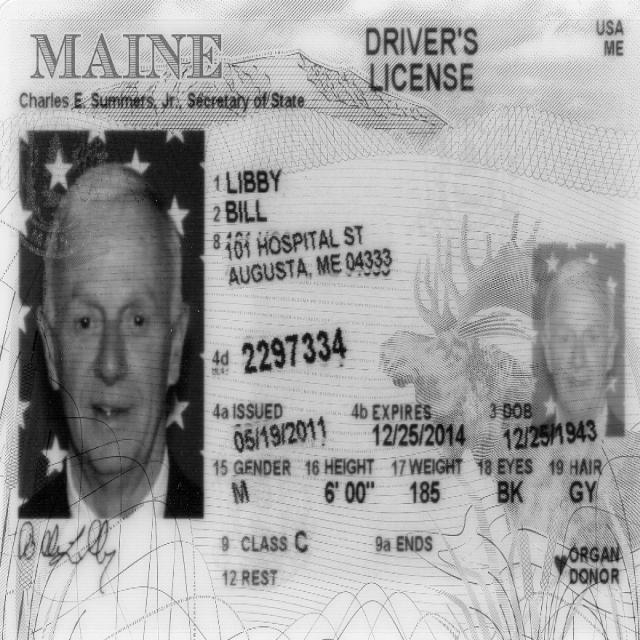 MAINE
DRIVER'S
LICENSE
USA
ME
Charles E. Summers, Jr., Secretary of State
1 LIBBY
2 BILL
8 101 HOSPITAL ST
AUGUSTA, ME 04333
4d 2297334
4a ISSUED 4b EXPIRES 3 DOB
05/19/2011 12/25/2014 12/25/1943
15 GENDER 16 HEIGHT 17 WEIGHT 18 EYES 19 HAIR
M 6' 00" 185 BK GY
9 CLASS C 9a ENDS
12 REST
ORGAN
DONOR